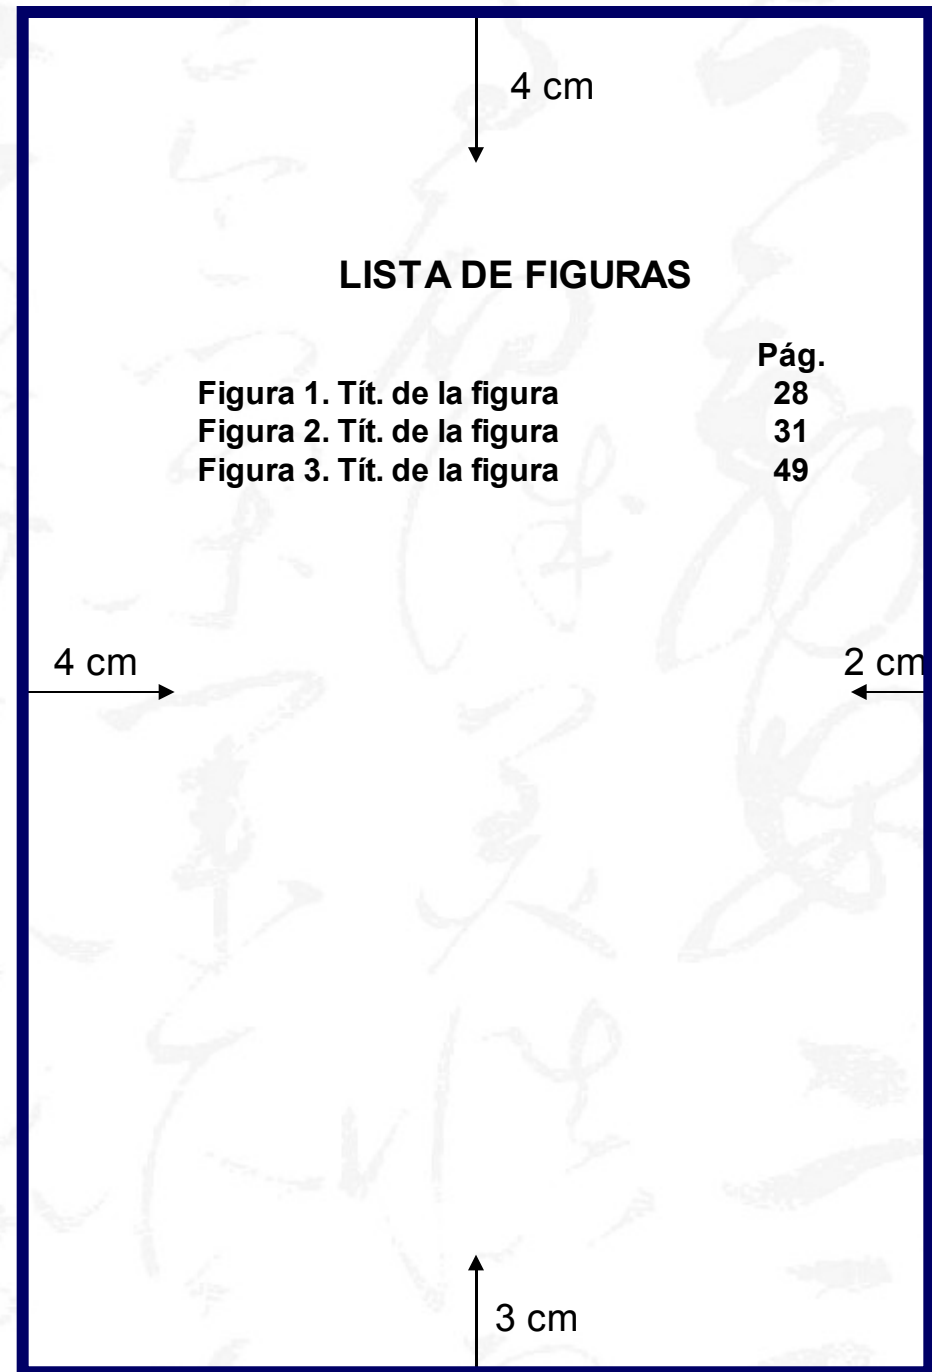 4 cm
LISTA DE FIGURAS
Pág.
Figura 1. Tít. de la figura 28
Figura 2. Tít. de la figura 31
Figura 3. Tít. de la figura 49
4 cm 2 cm
3 cm